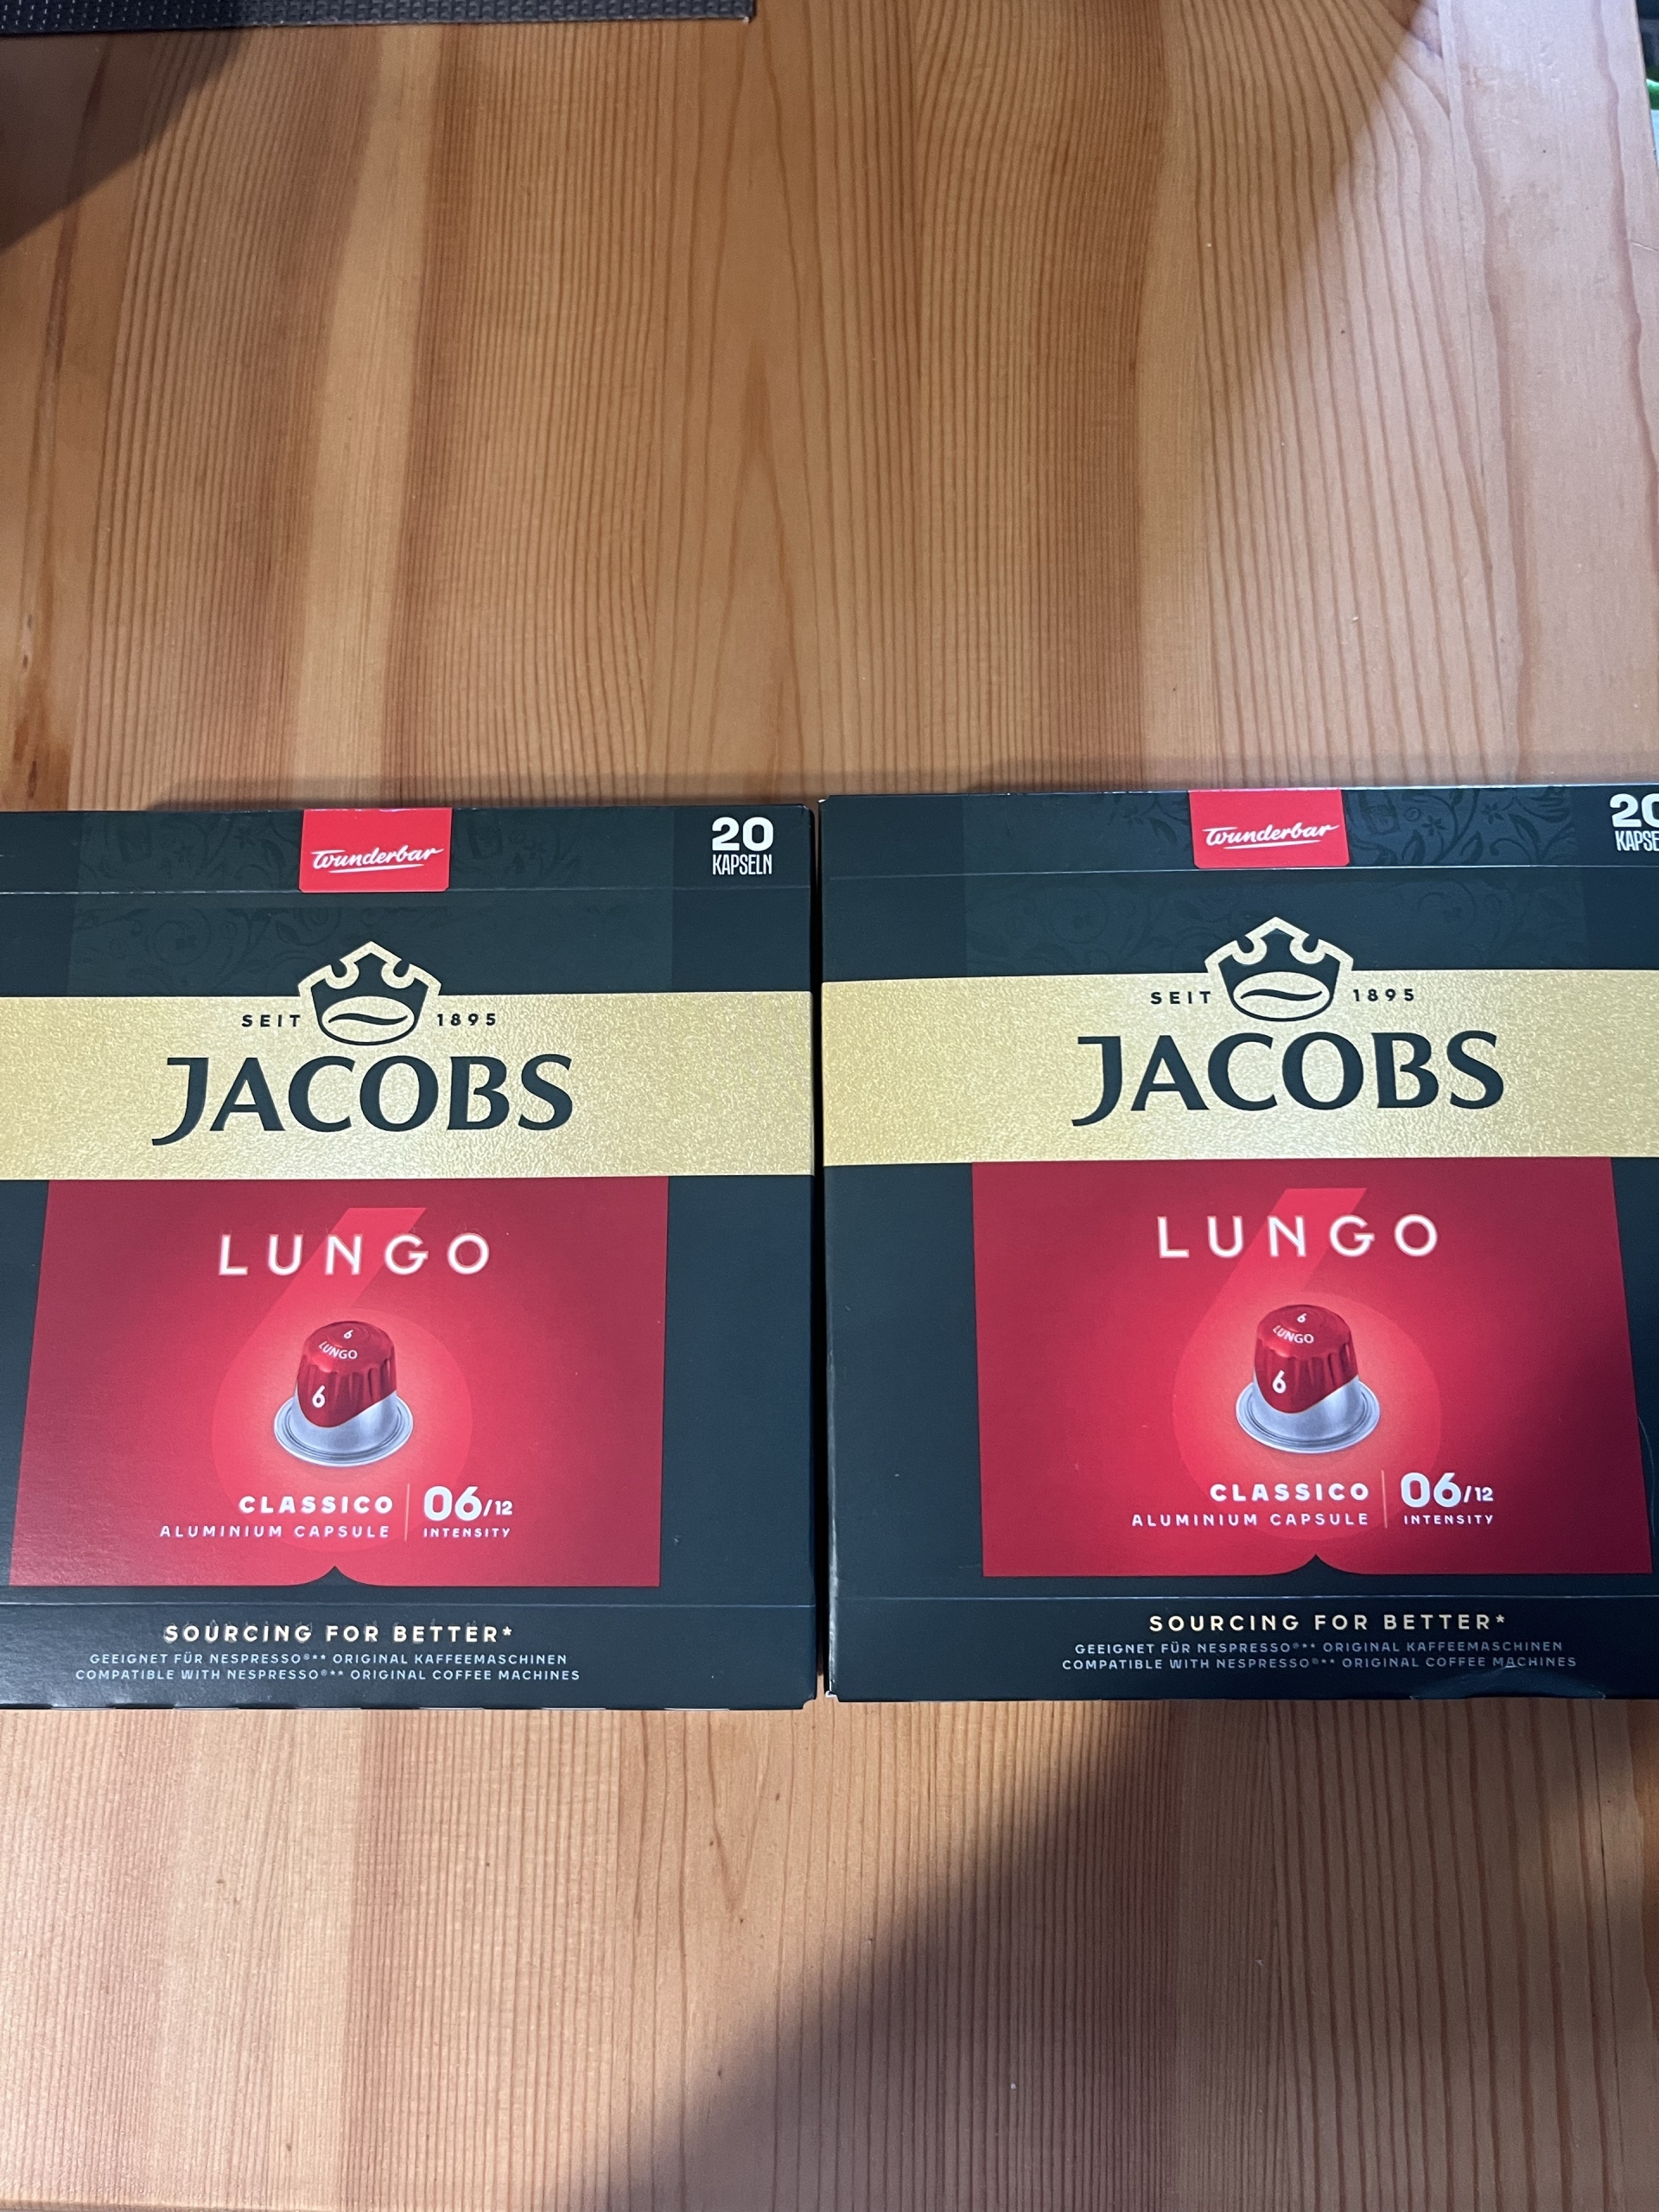 Wunderbar
20
KAPSELN
SEIT 1895
JACOBS
LUNGO
6
LUNGO
6
CLASSICO
ALUMINIUM CAPSULE
06/12
INTENSITY
SOURCING FOR BETTER*
GEEIGNET FÜR NESPRESSO®** ORIGINAL KAFFEEMASCHINEN
COMPATIBLE WITH NESPRESSO®** ORIGINAL COFFEE MACHINES
Wunderbar
20
KAPSE
SEIT 1895
JACOBS
LUNGO
6
LUNGO
6
CLASSICO
ALUMINIUM CAPSULE
06/12
INTENSITY
SOURCING FOR BETTER*
GEEIGNET FÜR NESPRESSO®** ORIGINAL KAFFEEMASCHINEN
COMPATIBLE WITH NESPRESSO®** ORIGINAL COFFEE MACHINES